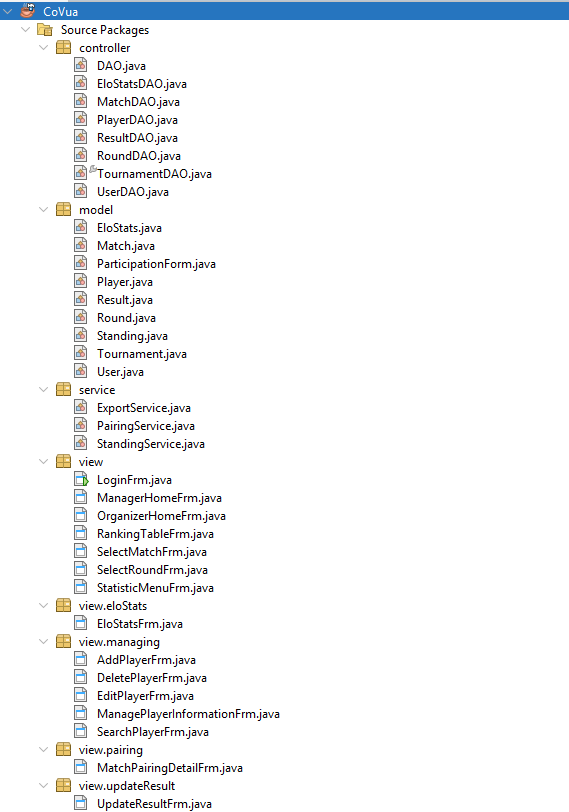 CoVua
Source Packages
controller
DAO.java
EloStatsDAO.java
MatchDAO.java
PlayerDAO.java
ResultDAO.java
RoundDAO.java
TournamentDAO.java
UserDAO.java
model
EloStats.java
Match.java
ParticipationForm.java
Player.java
Result.java
Round.java
Standing.java
Tournament.java
User.java
service
ExportService.java
PairingService.java
StandingService.java
view
LoginFrm.java
ManagerHomeFrm.java
OrganizerHomeFrm.java
RankingTableFrm.java
SelectMatchFrm.java
SelectRoundFrm.java
StatisticMenuFrm.java
view.eloStats
EloStatsFrm.java
view.managing
AddPlayerFrm.java
DeletePlayerFrm.java
EditPlayerFrm.java
ManagePlayerInformationFrm.java
SearchPlayerFrm.java
view.pairing
MatchPairingDetailFrm.java
view.updateResult
UpdateResultFrm.java